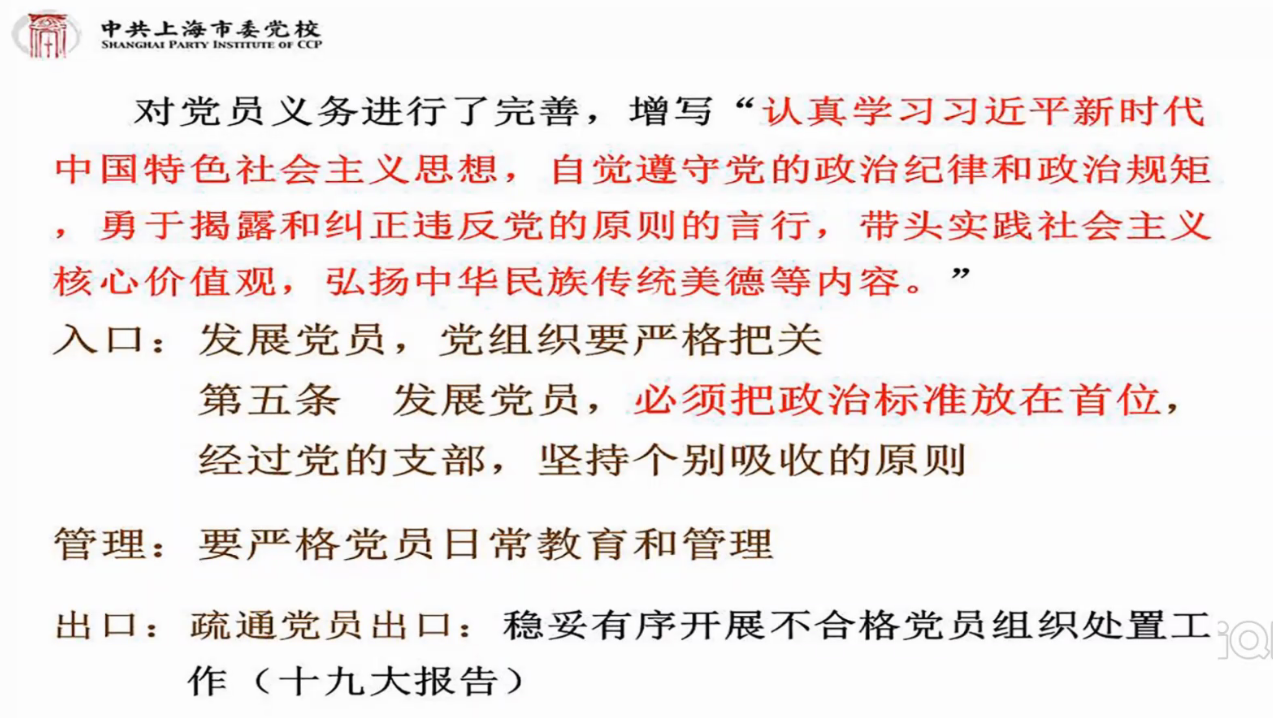 中共上海市委党校
SHANGHAI PARTY INSTITUTE OF CCP
对党员义务进行了完善，增写“认真学习习近平新时代
中国特色社会主义思想，自觉遵守党的政治纪律和政治规矩
，勇于揭露和纠正违反党的原则的言行，带头实践社会主义
核心价值观，弘扬中华民族传统美德等内容。”
入口：发展党员，党组织要严格把关
第五条　发展党员，必须把政治标准放在首位，
经过党的支部，坚持个别吸收的原则
管理：要严格党员日常教育和管理
出口：疏通党员出口：稳妥有序开展不合格党员组织处置工
作（十九大报告）